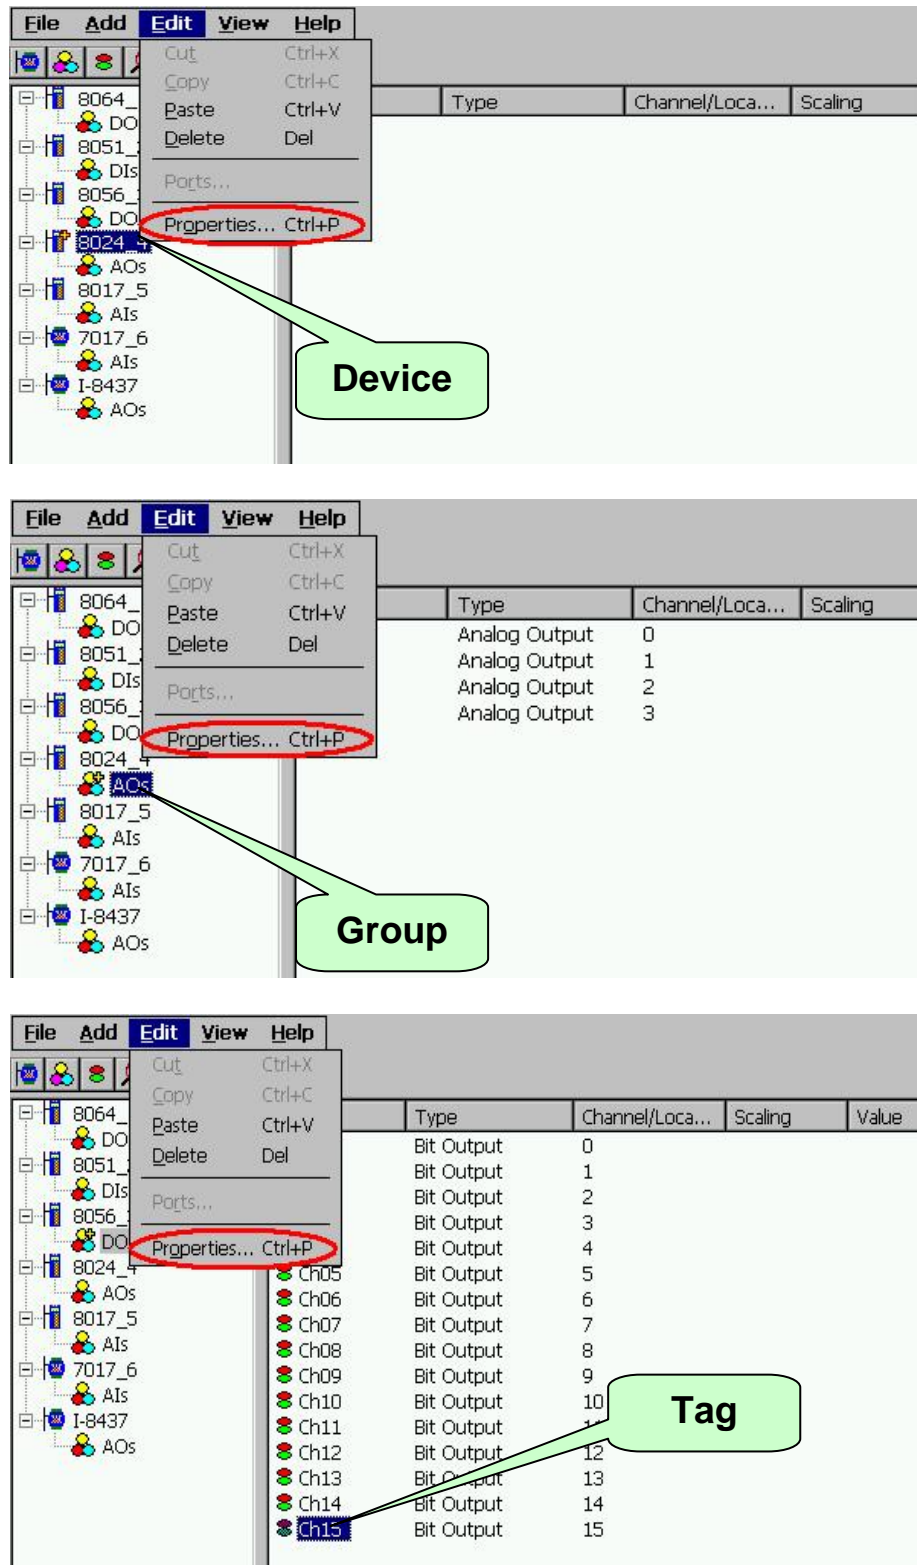 File Add Edit View Help
Cut Ctrl+X
Copy Ctrl+C
Paste Ctrl+V
Delete Del
Ports...
Properties... Ctrl+P
Type Channel/Loca... Scaling
8064_
DO
8051_
DIs
8056_
DO
8024_4
AOs
8017_5
AIs
7017_6
AIs
I-8437
AOs
Device
File Add Edit View Help
Cut Ctrl+X
Copy Ctrl+C
Paste Ctrl+V
Delete Del
Ports...
Properties... Ctrl+P
Type Channel/Loca... Scaling
Analog Output 0
Analog Output 1
Analog Output 2
Analog Output 3
8064_
DO
8051_
DIs
8056_
DO
8024_4
AOs
8017_5
AIs
7017_6
AIs
I-8437
AOs
Group
File Add Edit View Help
Cut Ctrl+X
Copy Ctrl+C
Paste Ctrl+V
Delete Del
Ports...
Properties... Ctrl+P
8064_
DO
8051_
DIs
8056_
DO
8024_4
AOs
8017_5
AIs
7017_6
AIs
I-8437
AOs
Type Channel/Loca... Scaling Value
Bit Output 0
Bit Output 1
Bit Output 2
Bit Output 3
Bit Output 4
Ch05 Bit Output 5
Ch06 Bit Output 6
Ch07 Bit Output 7
Ch08 Bit Output 8
Ch09 Bit Output 9
Ch10 Bit Output 10
Ch11 Bit Output
Ch12 Bit Output 12
Ch13 Bit Output 13
Ch14 Bit Output 14
Ch15 Bit Output 15
Tag